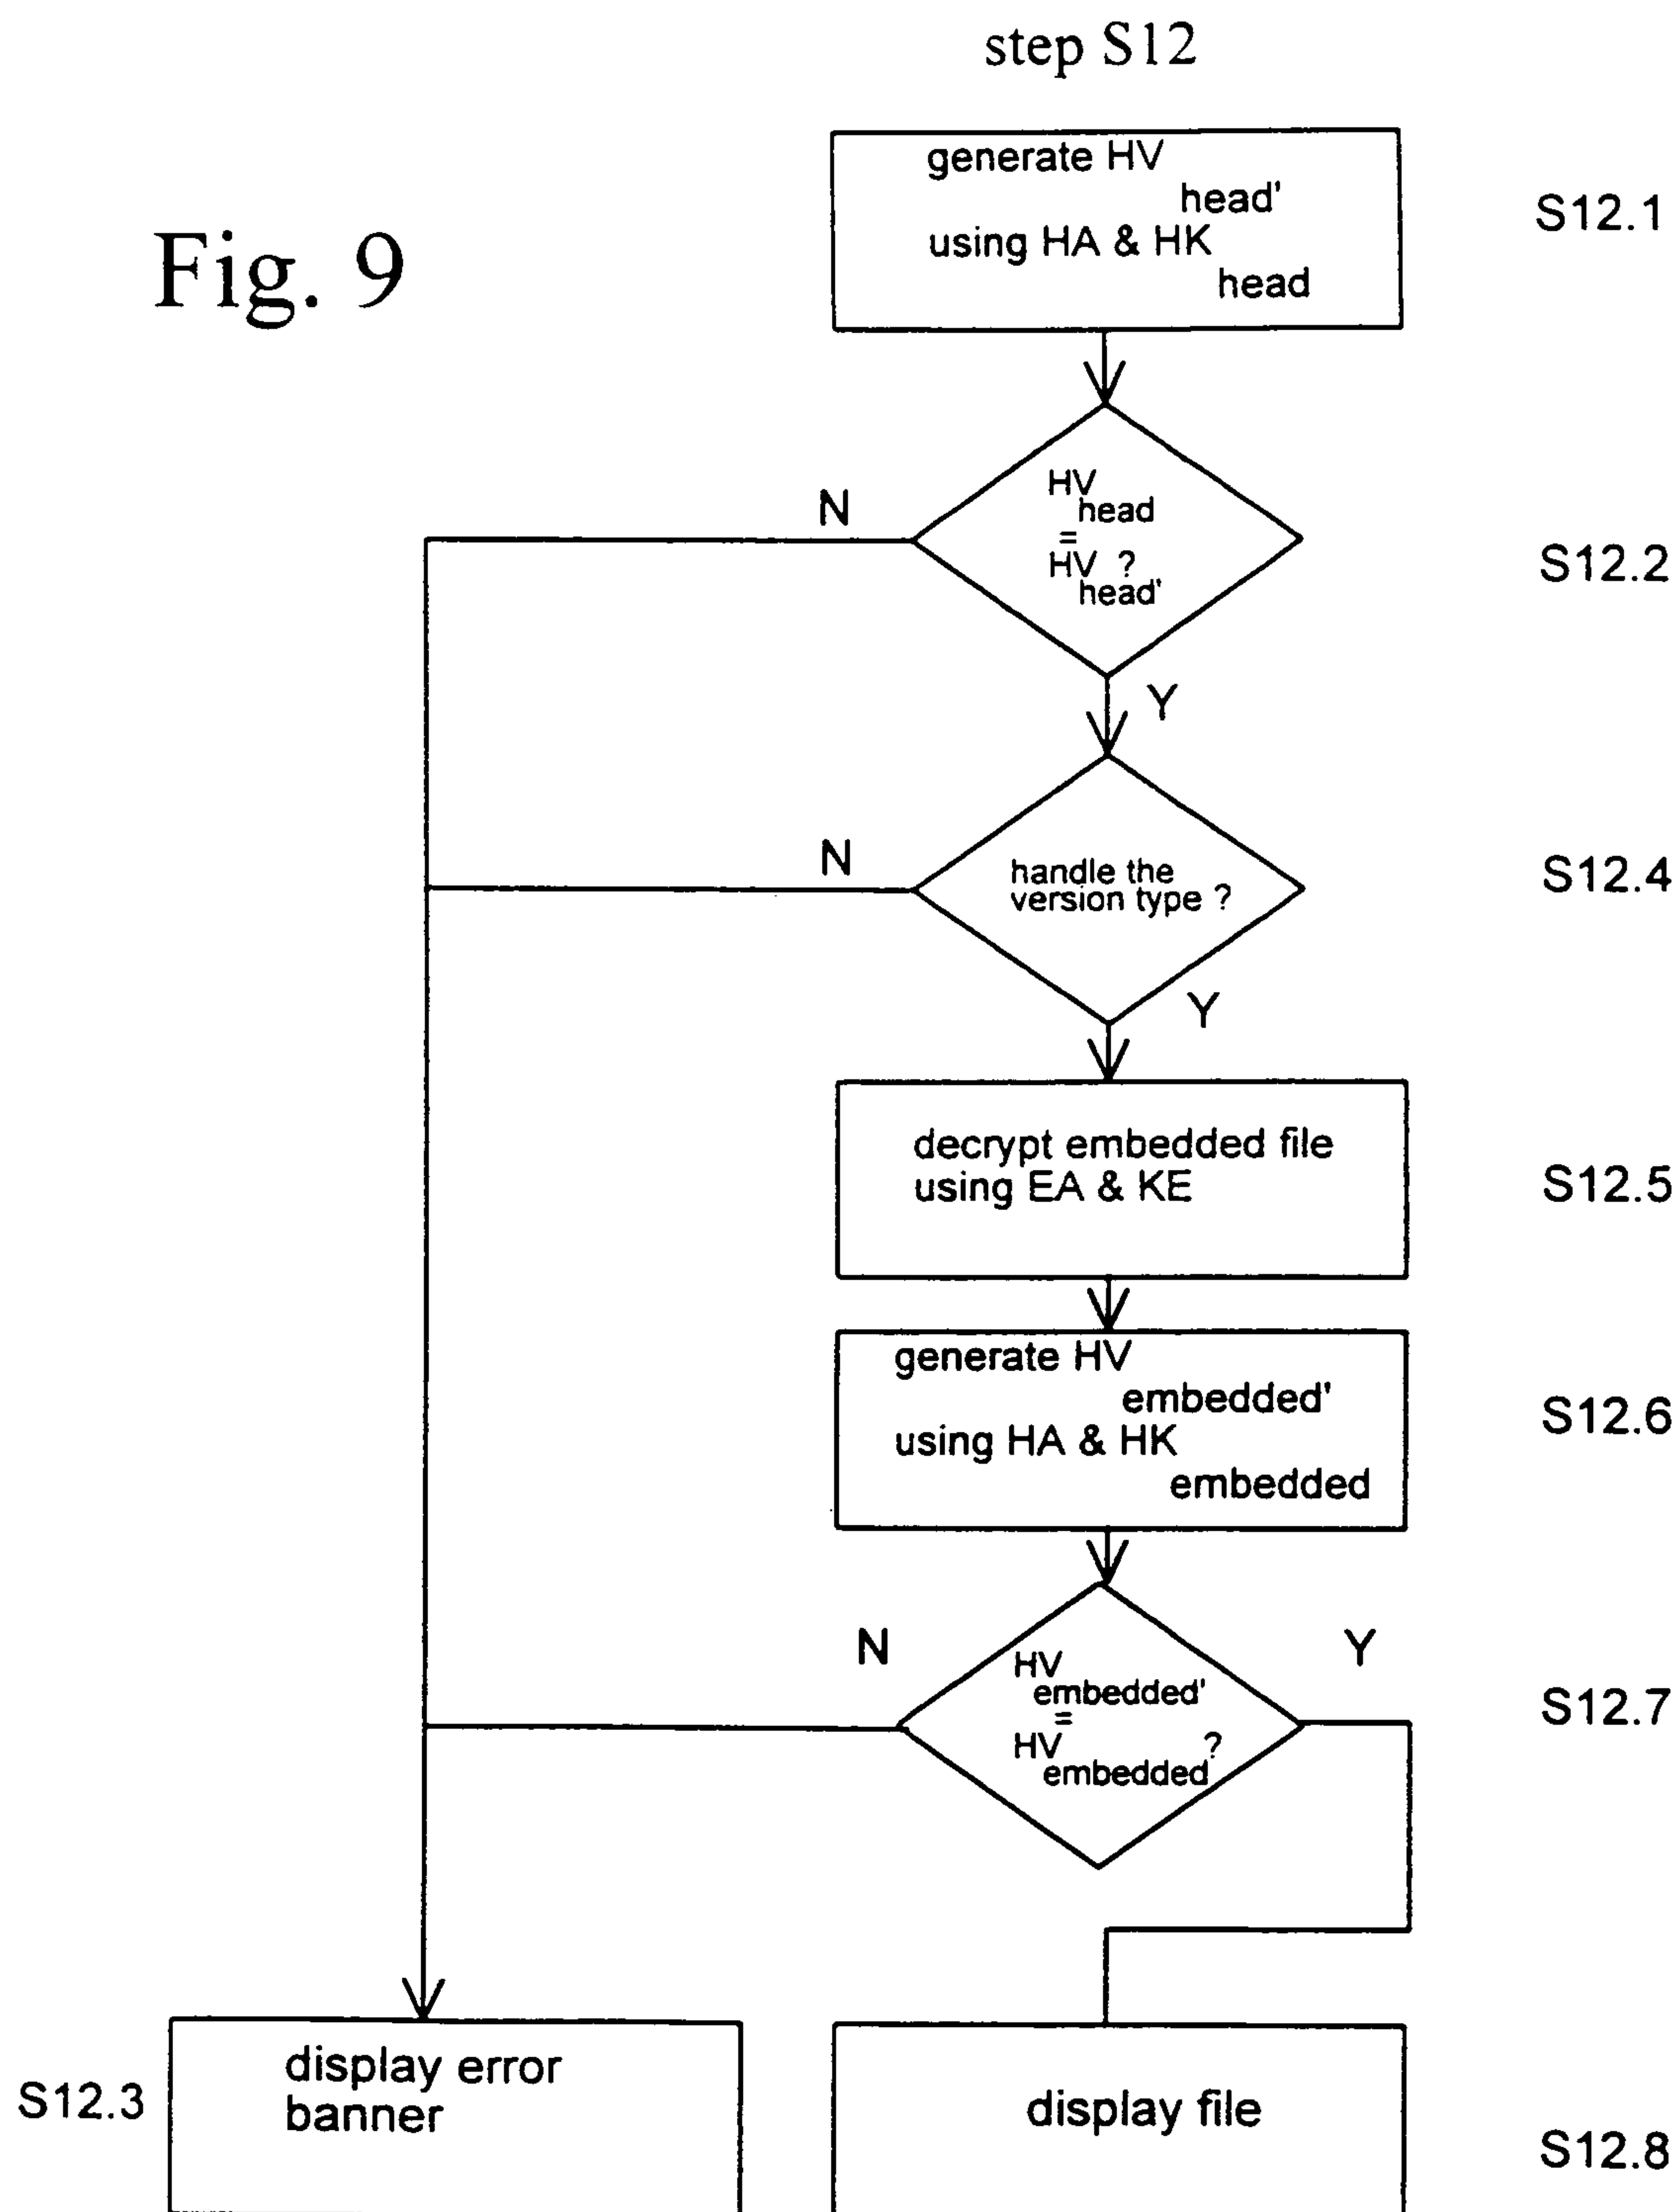 step S12
Fig. 9
generate HV
head'
using HA & HK
head
S12.1
HV
head
=
HV ?
head'
N
Y
S12.2
handle the
version type ?
N
Y
S12.4
decrypt embedded file
using EA & KE
S12.5
generate HV
embedded'
using HA & HK
embedded
S12.6
N
Y
HV
embedded'
=
HV ?
embedded
S12.7
S12.3
display error
banner
display file
S12.8